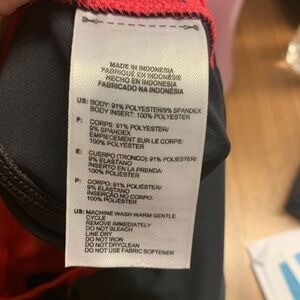 MADE IN INDONESIA
FABRIQUÉ EN INDONÉSIE
HECHO EN INDONESIA
FABRICADO NA INDONÉSIA
US: BODY: 91% POLYESTER/9% SPANDEX
BODY INSERT: 100% POLYESTER
F: CORPS: 91% POLYESTER/
9% SPANDEX
EMPIECEMENT SUR LE CORPS:
100% POLYESTER
E: CUERPO (TRONCO): 91% POLIÉSTER/
9% ELASTANO
INSERTO EN LA PRENDA:
100% POLIÉSTER
P: CORPO: 91% POLIÉSTER/
9% ELASTANO
INSERÇÃO NO CORPO:
100% POLIÉSTER
US: MACHINE WASH WARM GENTLE
CYCLE
REMOVE IMMEDIATELY
DO NOT BLEACH
LINE DRY
DO NOT IRON
DO NOT DRYCLEAN
DO NOT USE FABRIC SOFTENER